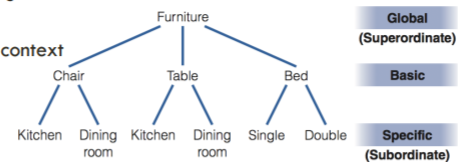 Furniture
Global
(Superordinate)
context
Chair Table Bed
Basic
Kitchen Dining room Kitchen Dining room Single Double
Specific
(Subordinate)